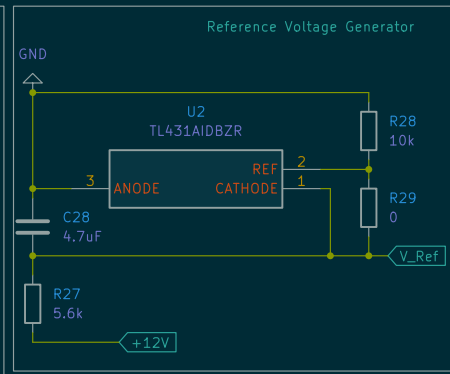 Reference Voltage Generator
GND
U2
TL431AIDBZR
R28
10k
REF 2
3 ANODE
CATHODE 1
R29
0
C28
4.7uF
V_Ref
R27
5.6k
+12V